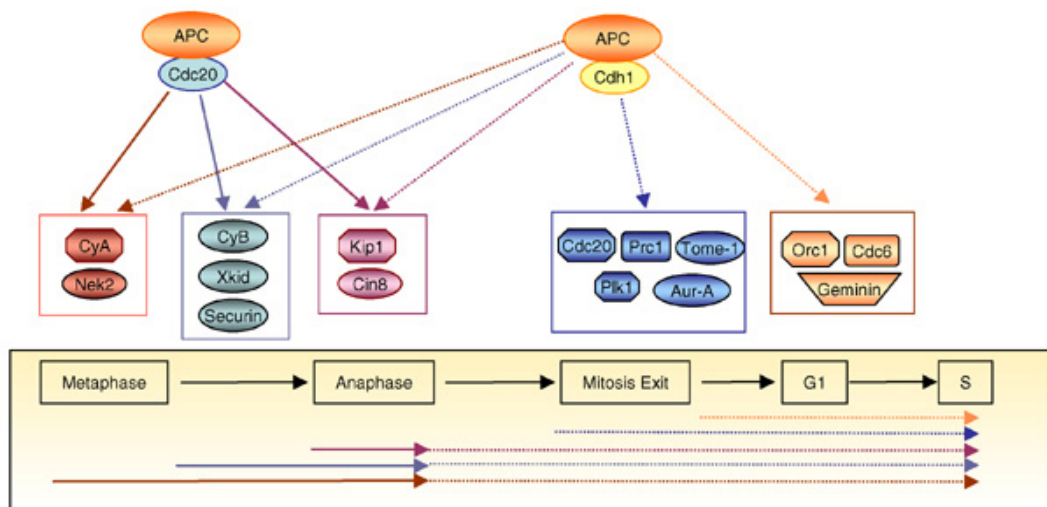 APC
APC
Cdc20
Cdh1
CyA
Nek2
CyB
Xkid
Securin
Kip1
Cin8
Cdc20
Prc1
Tome-1
Plk1
Aur-A
Orc1
Cdc6
Geminin
Metaphase
Anaphase
Mitosis Exit
G1
S